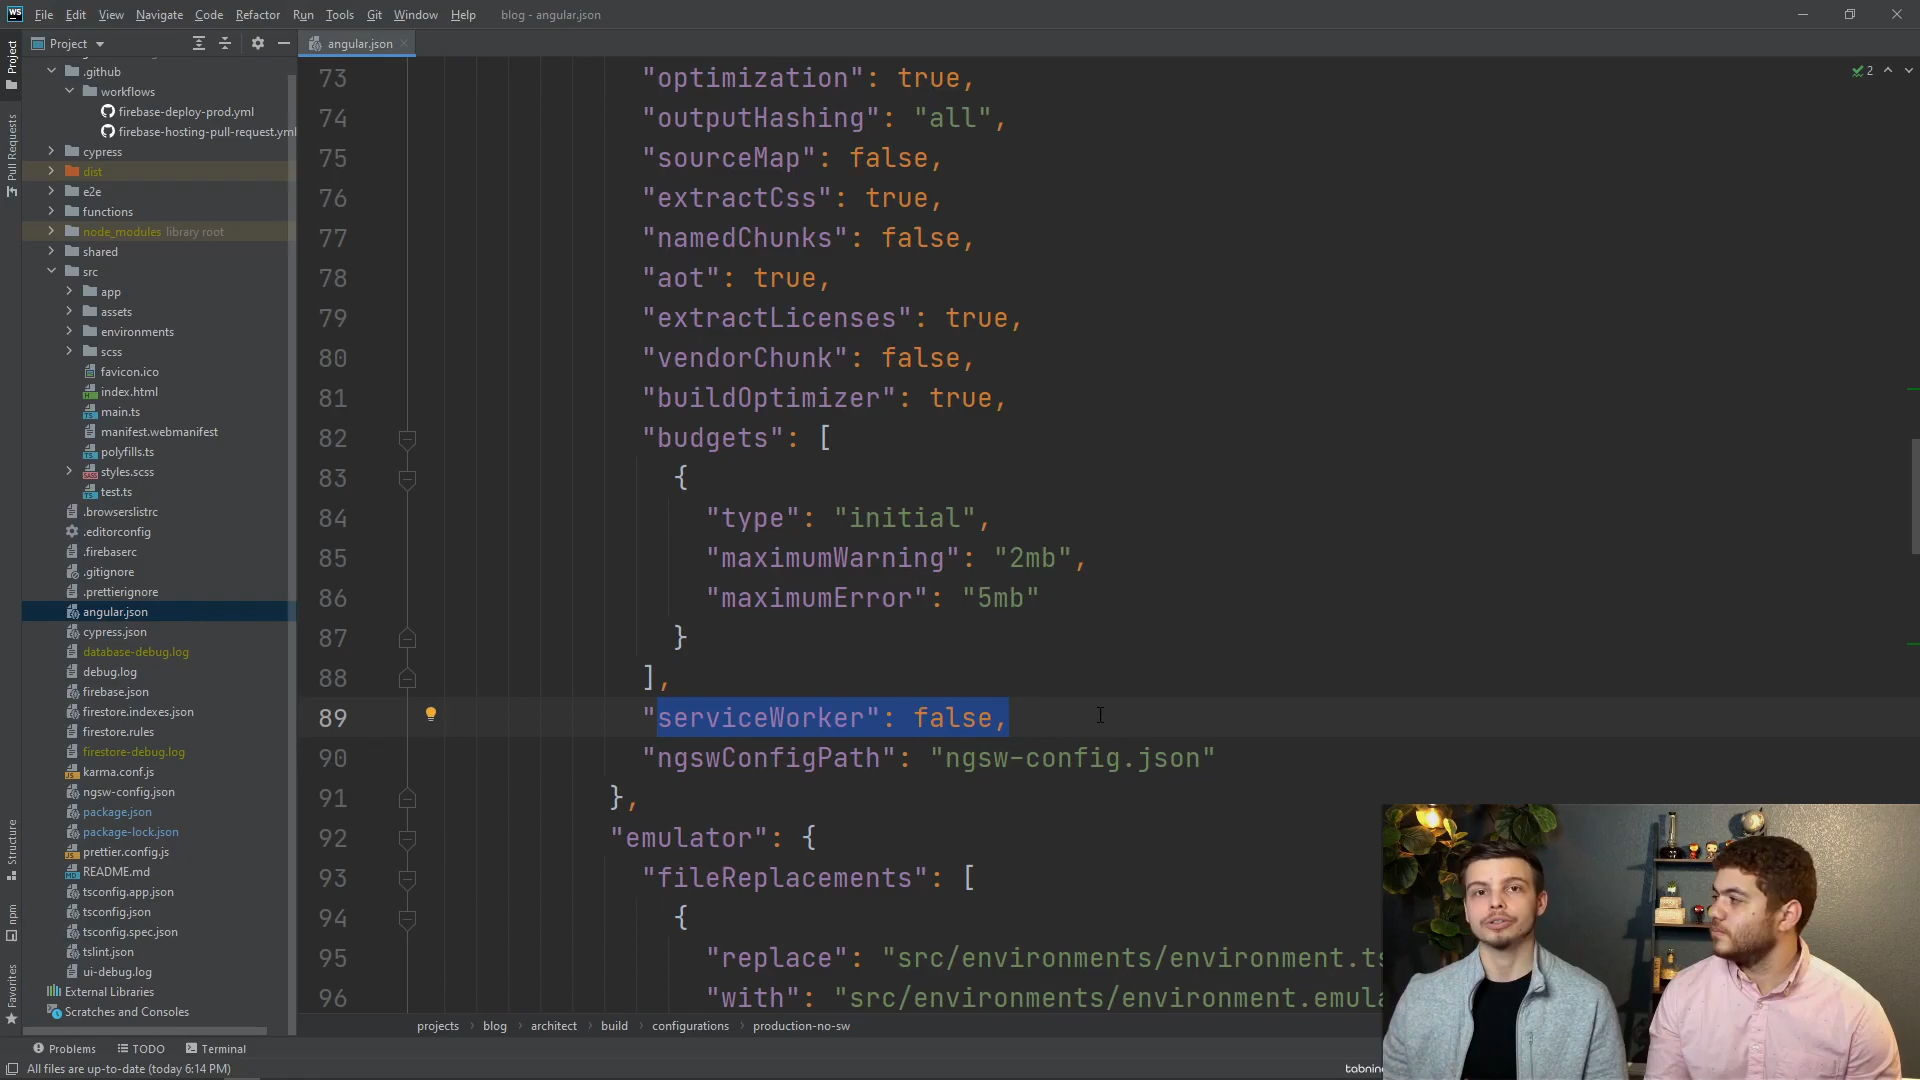 WS File Edit View Navigate Code Refactor Run Tools Git Window Help blog - angular.json
Project
angular.json
Project
Pull Requests
Structure
npm
Favorites
.github
workflows
firebase-deploy-prod.yml
firebase-hosting-pull-request.yml
cypress
dist
e2e
functions
node_modules library root
shared
src
app
assets
environments
scss
favicon.ico
index.html
main.ts
manifest.webmanifest
polyfills.ts
styles.scss
test.ts
.browserslistrc
.editorconfig
.firebaserc
.gitignore
.prettierignore
angular.json
cypress.json
database-debug.log
debug.log
firebase.json
firestore.indexes.json
firestore.rules
firestore-debug.log
karma.conf.js
ngsw-config.json
package.json
package-lock.json
prettier.config.js
README.md
tsconfig.app.json
tsconfig.json
tsconfig.spec.json
tslint.json
ui-debug.log
External Libraries
Scratches and Consoles
2
73 "optimization": true,
74 "outputHashing": "all",
75 "sourceMap": false,
76 "extractCss": true,
77 "namedChunks": false,
78 "aot": true,
79 "extractLicenses": true,
80 "vendorChunk": false,
81 "buildOptimizer": true,
82 "budgets": [
83 {
84 "type": "initial",
85 "maximumWarning": "2mb",
86 "maximumError": "5mb"
87 }
88 ],
89 "serviceWorker": false,
90 "ngswConfigPath": "ngsw-config.json"
91 },
92 "emulator": {
93 "fileReplacements": [
94 {
95 "replace": "src/environments/environment.ts
96 "with": "src/environments/environment.emula
projects > blog > architect > build > configurations > production-no-sw
Problems TODO Terminal
All files are up-to-date (today 6:14 PM)
tabnine